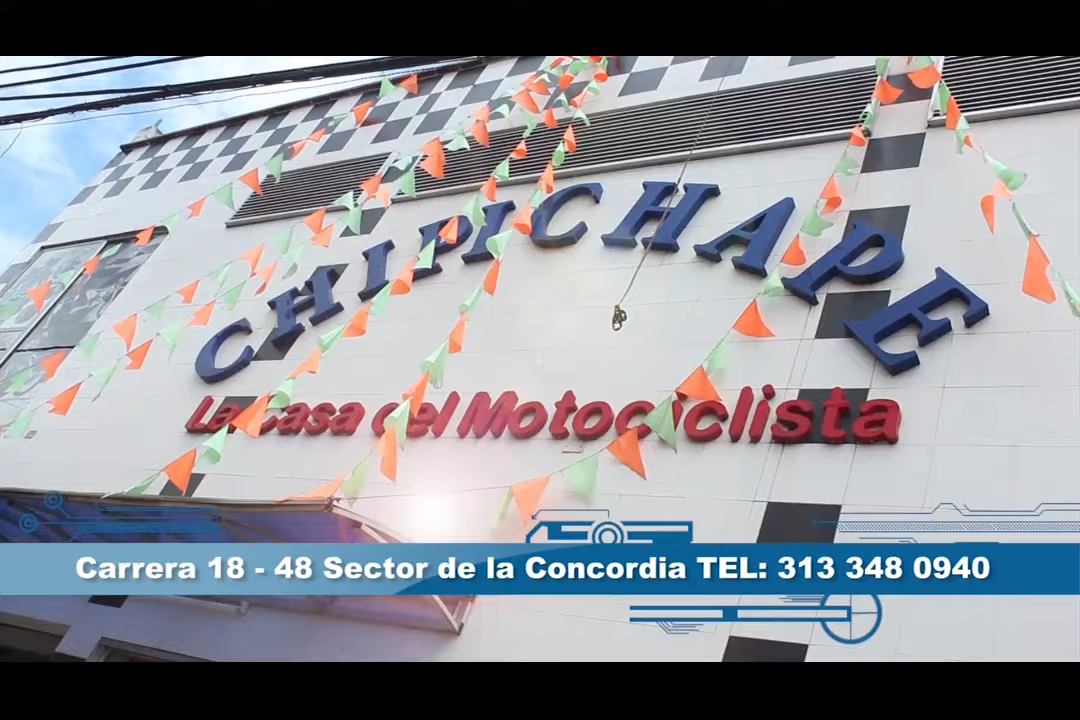 CHIPICHAPE
La Casa del Motociclista
Carrera 18 - 48 Sector de la Concordia TEL: 313 348 0940